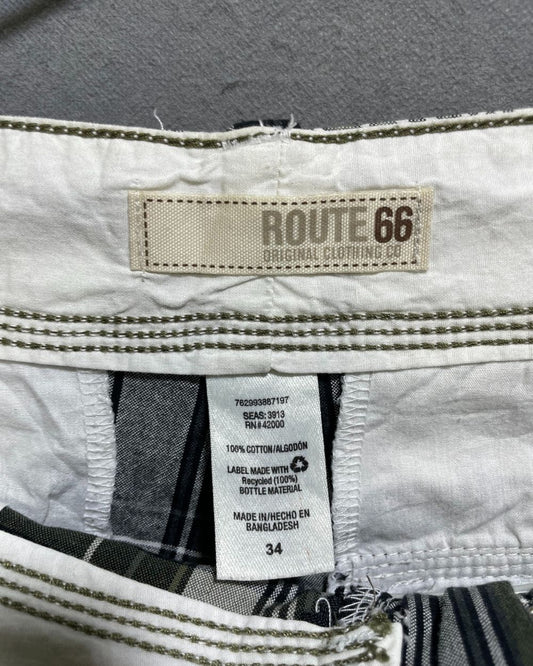 ROUTE 66
ORIGINAL CLOTHING CO
762993887197
SEAS: 3913
RN#42000
100% COTTON/ALGODÓN
LABEL MADE WITH
Recycled (100%)
BOTTLE MATERIAL
MADE IN/HECHO EN
BANGLADESH
34